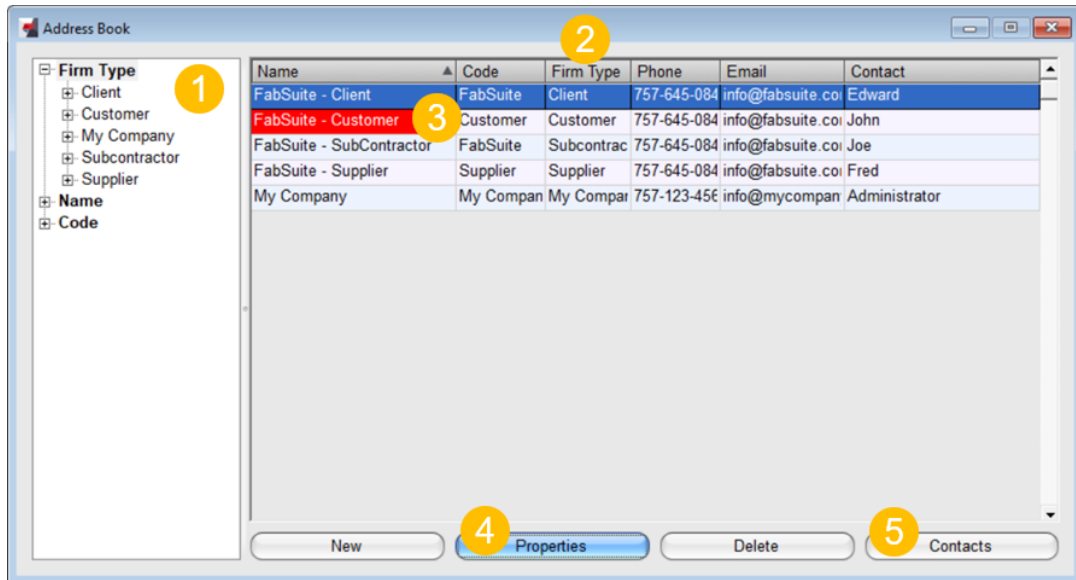 Address Book
2
1
Firm Type
Client
Customer
My Company
Subcontractor
Supplier
Name
Code
Name Code Firm Type Phone Email Contact
FabSuite - Client FabSuite Client 757-645-084 info@fabsuite.co Edward
FabSuite - Customer 3 Customer Customer 757-645-084 info@fabsuite.co John
FabSuite - SubContractor FabSuite Subcontrac 757-645-084 info@fabsuite.co Joe
FabSuite - Supplier Supplier Supplier 757-645-084 info@fabsuite.co Fred
My Company My Compan My Compar 757-123-456 info@mycompan Administrator
4 5
New Properties Delete Contacts